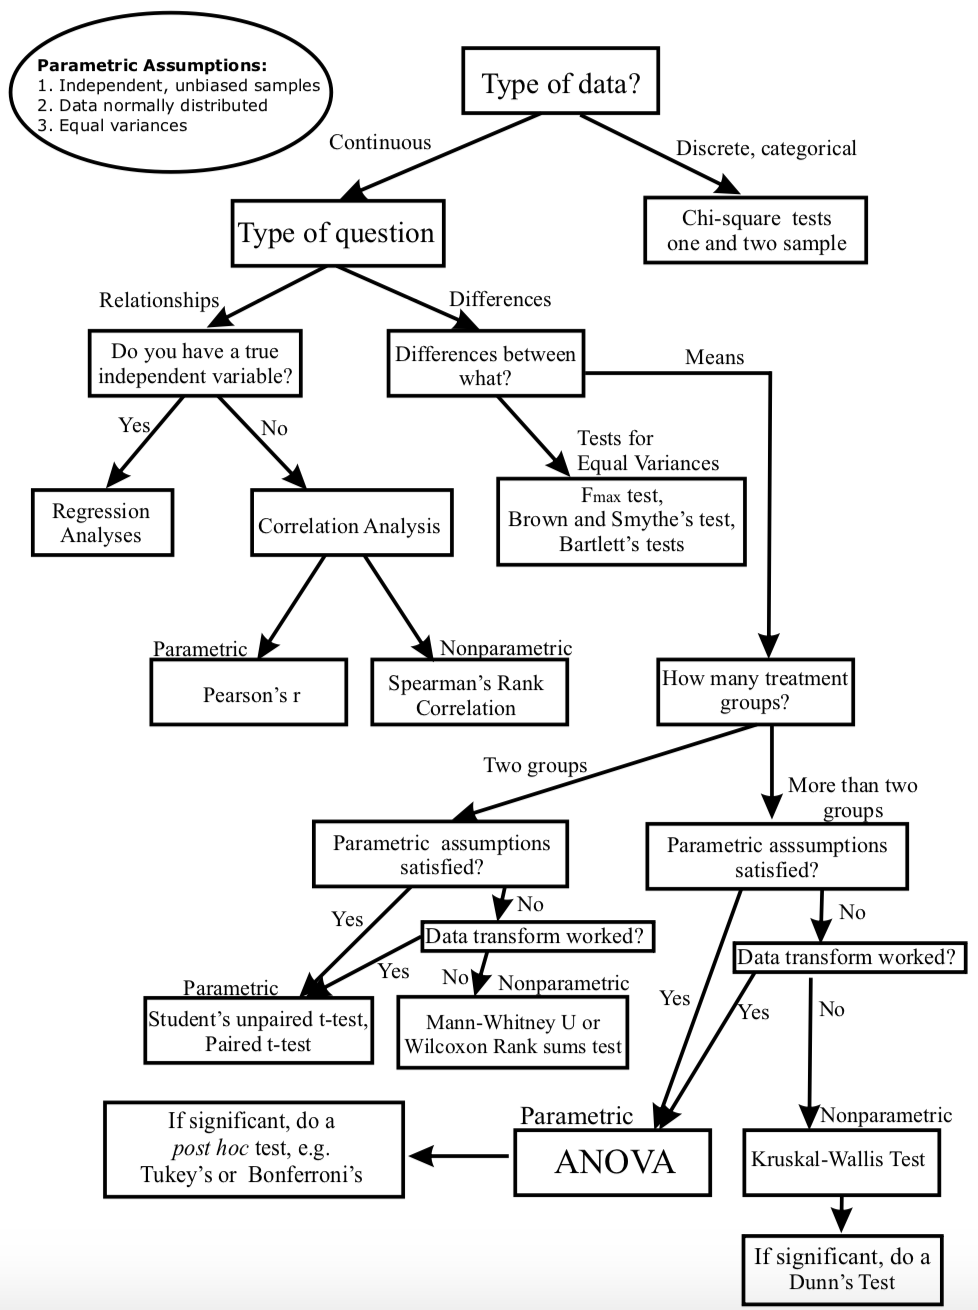 Parametric Assumptions:
1. Independent, unbiased samples
2. Data normally distributed
3. Equal variances
Type of data?
Continuous
Discrete, categorical
Chi-square tests
one and two sample
Type of question
Relationships
Differences
Do you have a true
independent variable?
Differences between
what?
Means
Yes
No
Tests for
Equal Variances
Regression
Analyses
Correlation Analysis
Fmax test,
Brown and Smythe's test,
Bartlett's tests
Parametric
Nonparametric
Pearson's r
Spearman's Rank
Correlation
How many treatment
groups?
Two groups
More than two
groups
Parametric assumptions
satisfied?
Parametric asssumptions
satisfied?
Yes
No
No
Data transform worked?
Data transform worked?
Yes
No
Yes
Yes
No
Parametric
Nonparametric
Student's unpaired t-test,
Paired t-test
Mann-Whitney U or
Wilcoxon Rank sums test
If significant, do a
post hoc test, e.g.
Tukey's or Bonferroni's
Parametric
ANOVA
Nonparametric
Kruskal-Wallis Test
If significant, do a
Dunn's Test